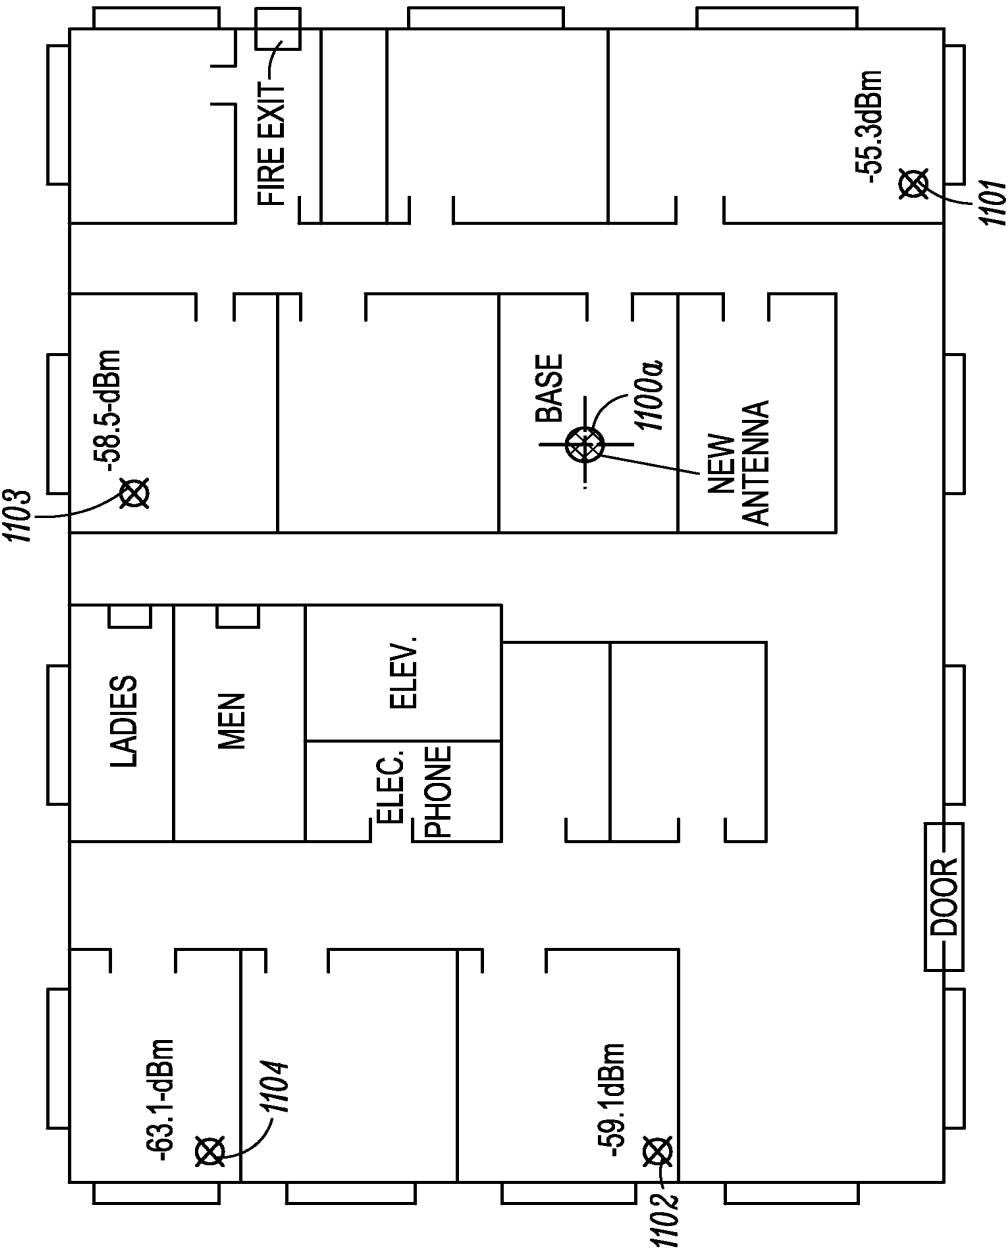 FIRE EXIT
-55.3dBm
1101
-58.5-dBm
1103
BASE
1100a
NEW
ANTENNA
LADIES
MEN
ELEV.
ELEC.
PHONE
DOOR
-63.1-dBm
1104
-59.1dBm
1102